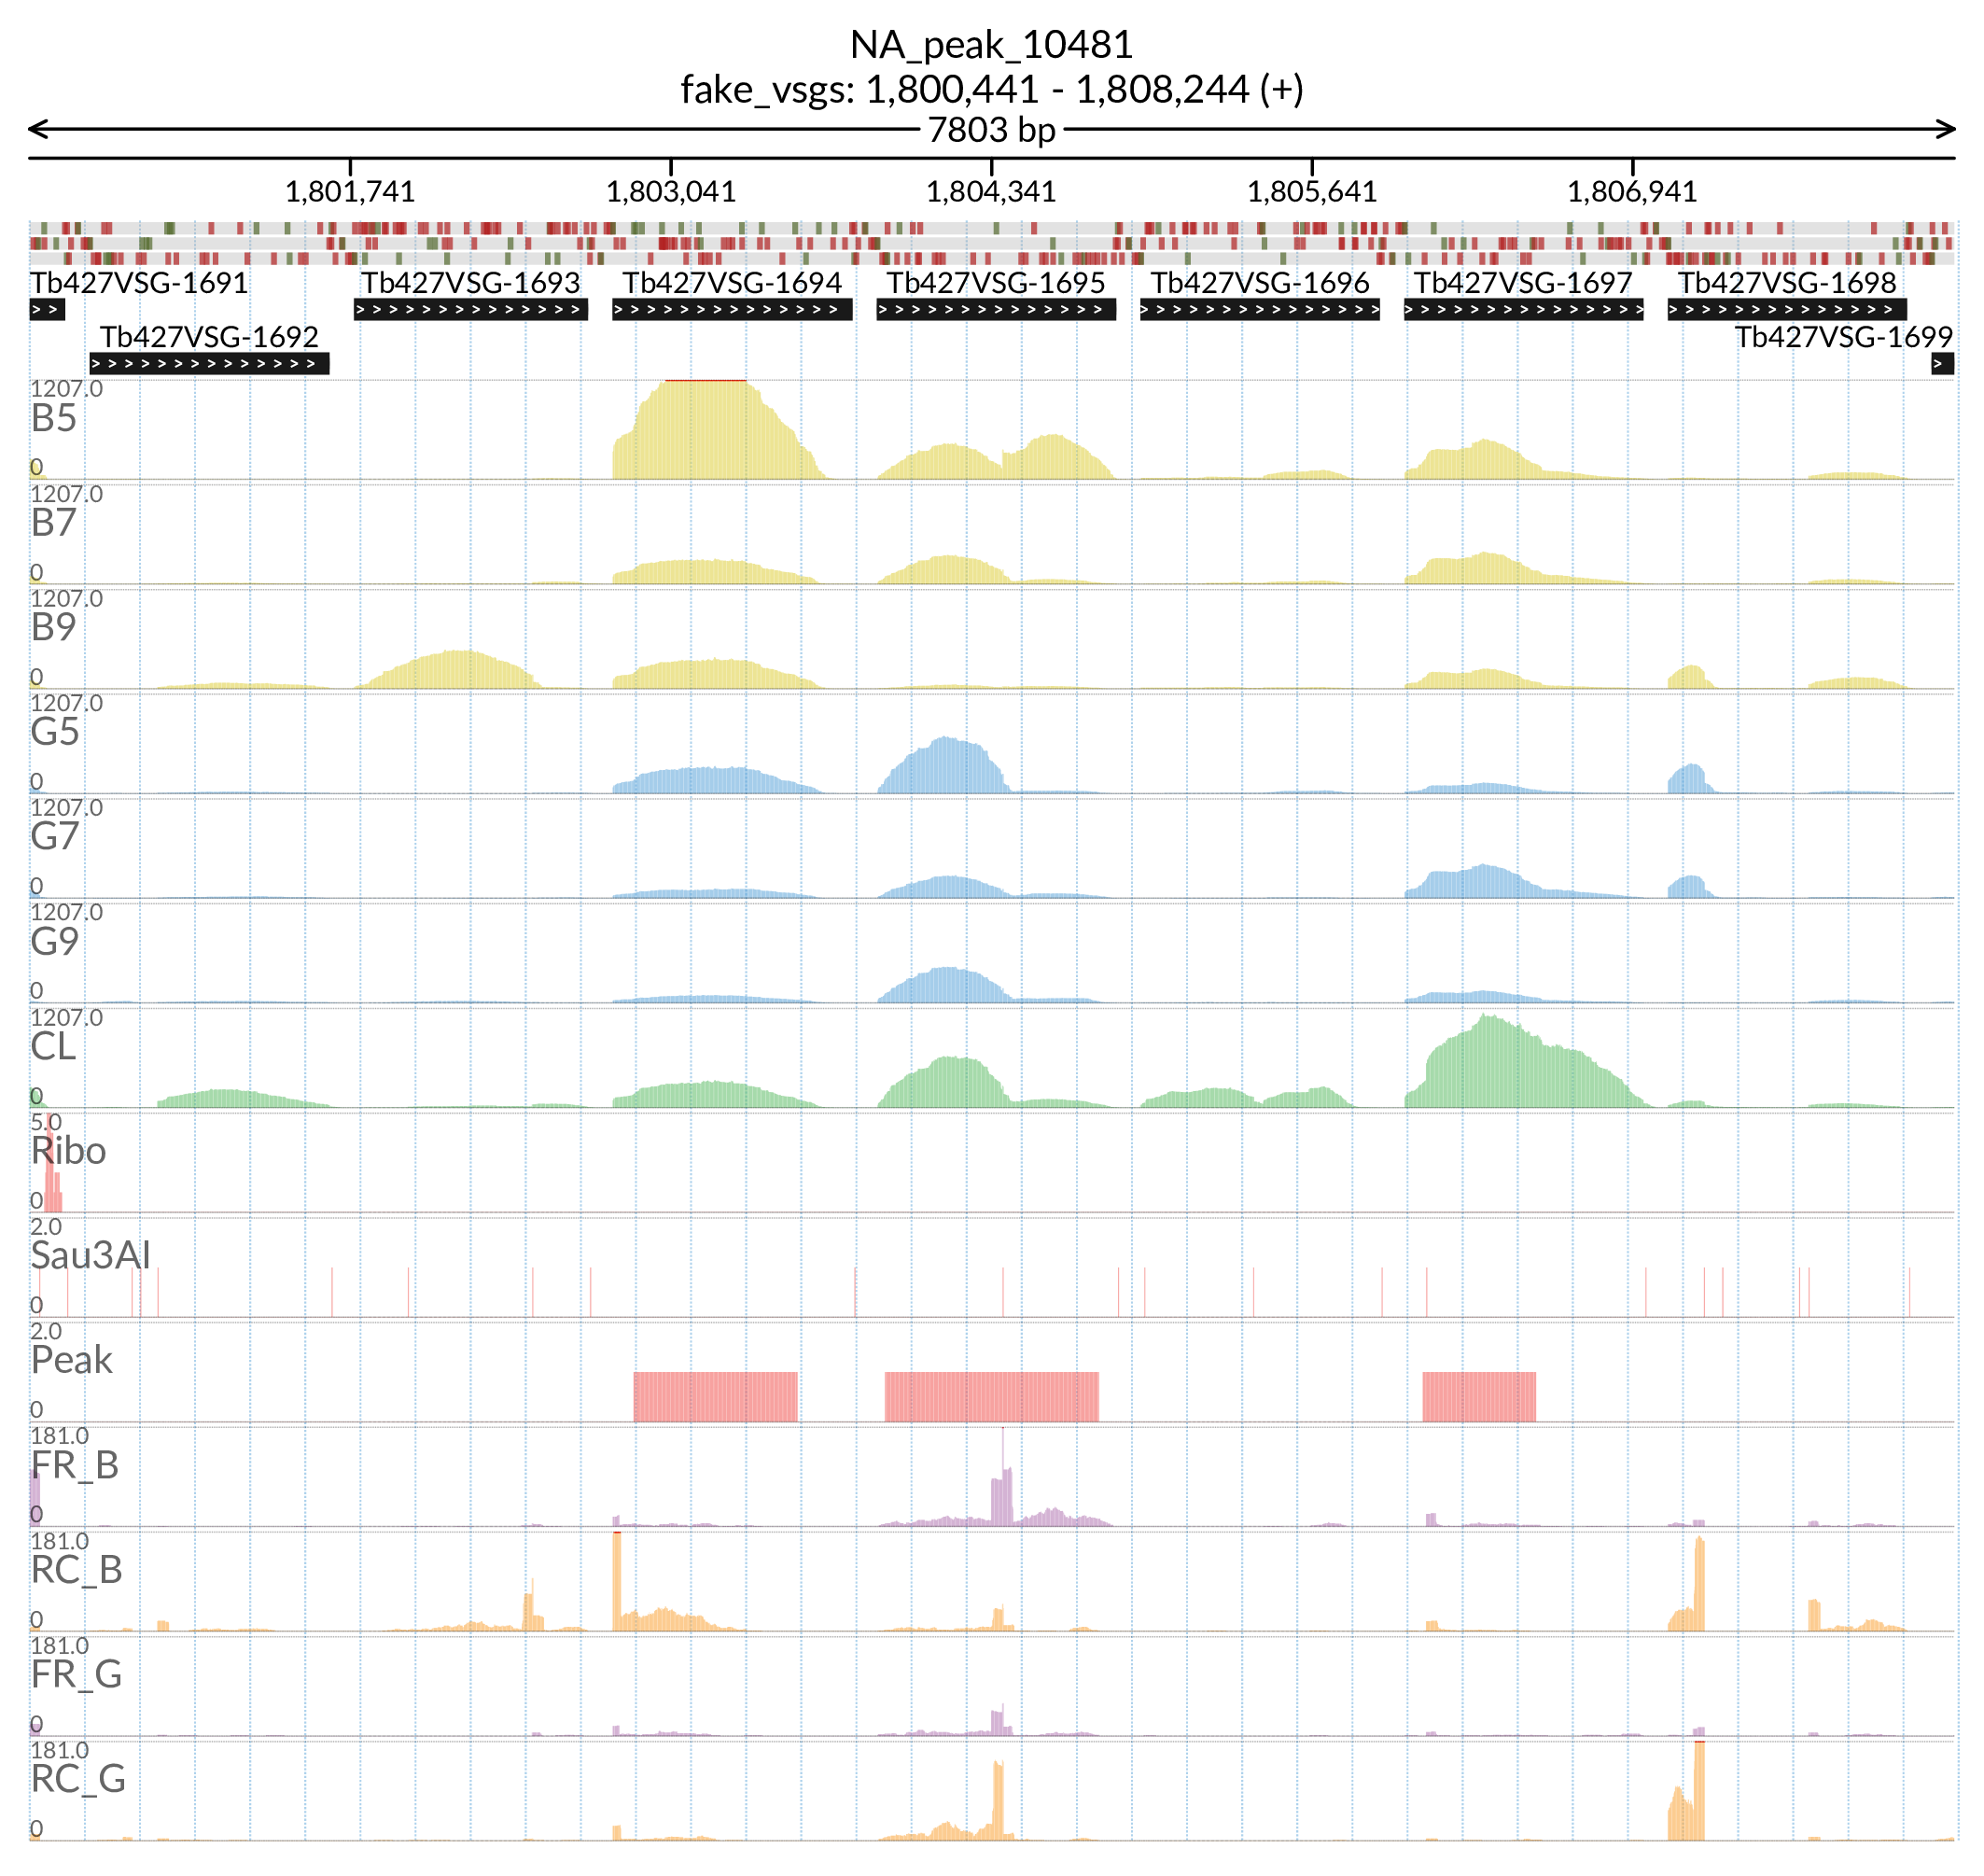 NA_peak_10481
fake_vsgs: 1,800,441 - 1,808,244 (+)
7803 bp
1,801,741 1,803,041 1,804,341 1,805,641 1,806,941
Tb427VSG-1691 Tb427VSG-1693 Tb427VSG-1694 Tb427VSG-1695 Tb427VSG-1696 Tb427VSG-1697 Tb427VSG-1698
Tb427VSG-1692 Tb427VSG-1699
1207.0
B5
0
1207.0
B7
0
1207.0
B9
0
1207.0
G5
0
1207.0
G7
0
1207.0
G9
0
1207.0
CL
0
5.0
Ribo
0
2.0
Sau3AI
0
2.0
Peak
0
181.0
FR_B
0
181.0
RC_B
0
181.0
FR_G
0
181.0
RC_G
0